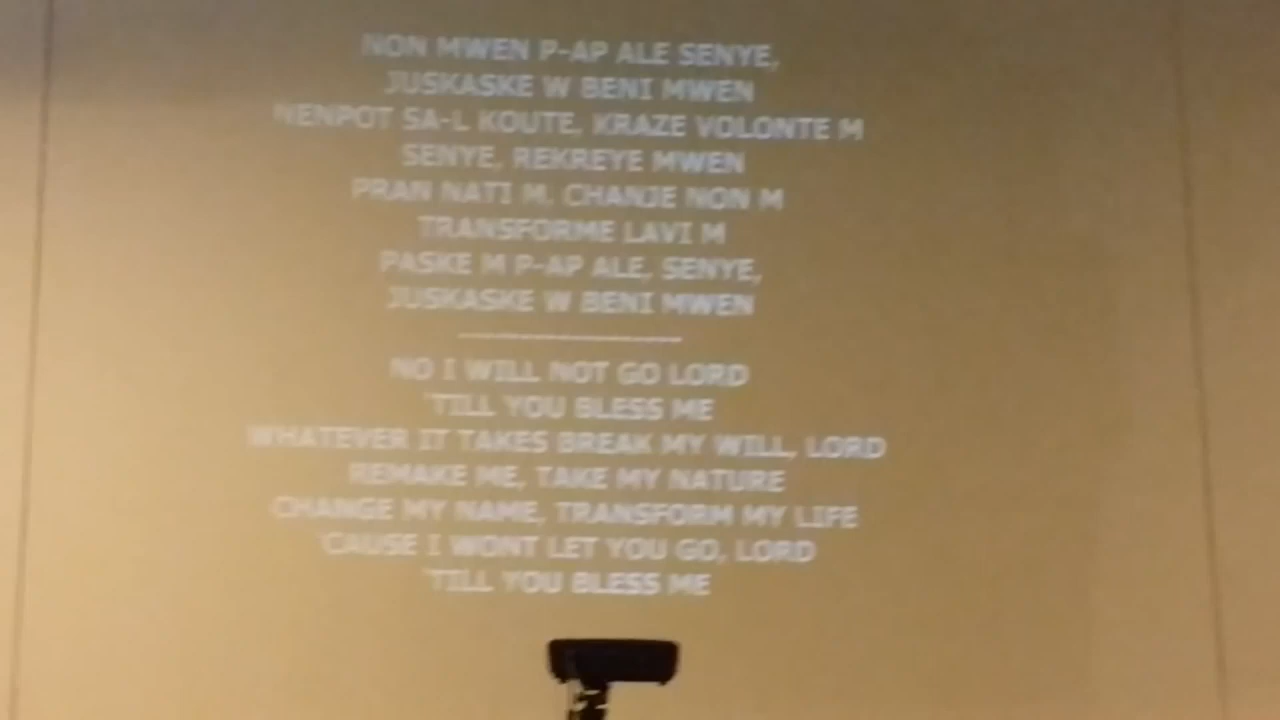 NON MWEN P-AP ALE SENYE,
JUSKASKE W BENI MWEN
NENPOT SA-L KOUTE, KRAZE VOLONTE M
SENYE, REKREYE MWEN
PRAN NATI M, CHANJE NON M
TRANSFORME LAVI M
PASKE M P-AP ALE, SENYE,
JUSKASKE W BENI MWEN
--------------------
NO I WILL NOT GO LORD
'TILL YOU BLESS ME
WHATEVER IT TAKES BREAK MY WILL, LORD
REMAKE ME, TAKE MY NATURE
CHANGE MY NAME, TRANSFORM MY LIFE
'CAUSE I WONT LET YOU GO, LORD
'TILL YOU BLESS ME